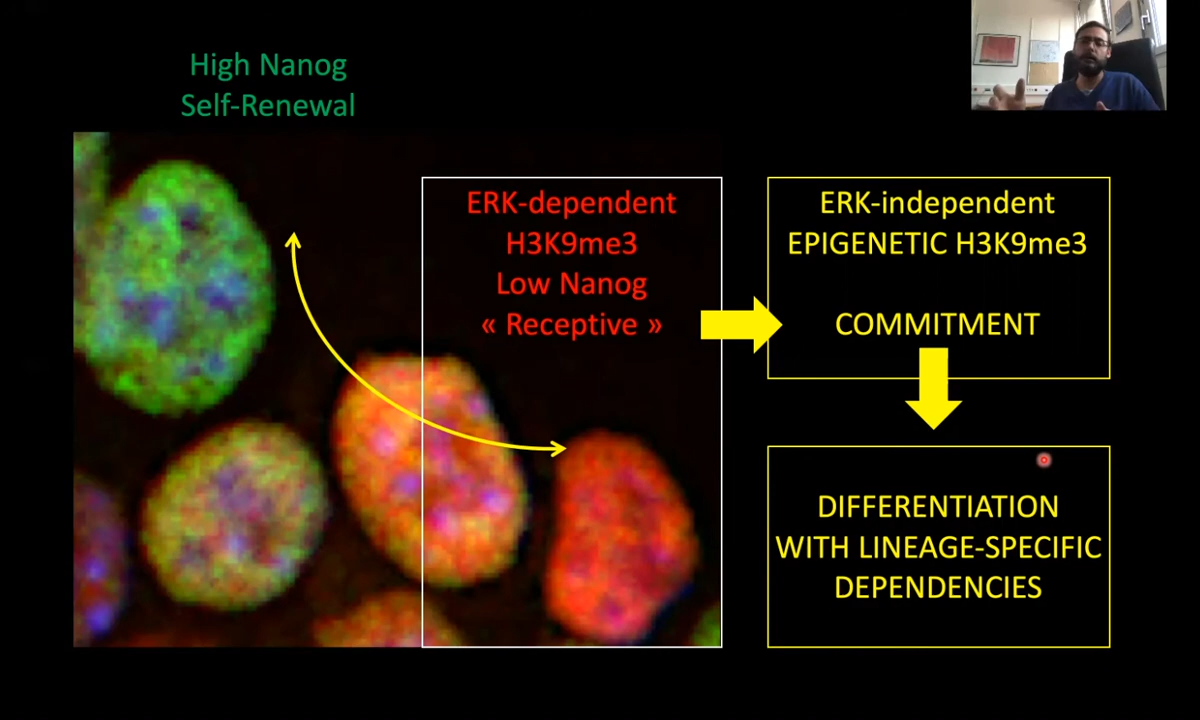 High Nanog
Self-Renewal
ERK-dependent
H3K9me3
Low Nanog
« Receptive »
ERK-independent
EPIGENETIC H3K9me3
COMMITMENT
DIFFERENTIATION
WITH LINEAGE-SPECIFIC
DEPENDENCIES